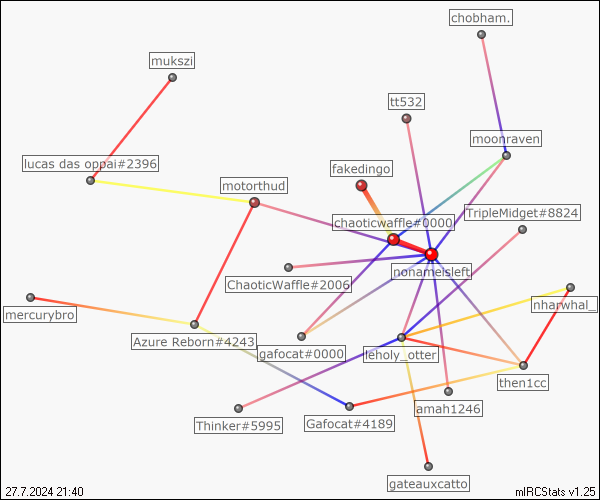 chobham.
mukszi
tt532
moonraven
lucas das oppai#2396
fakedingo
motorthud
TripleMidget#8824
chaoticwaffle#0000
nonameisleft
ChaoticWaffle#2006
nharwhal_
mercurybro
Azure Reborn#4243
gafocat#0000
leholy_otter
then1cc
amah1246
Thinker#5995
Gafocat#4189
gateauxcatto
27.7.2024 21:40
mIRCStats v1.25